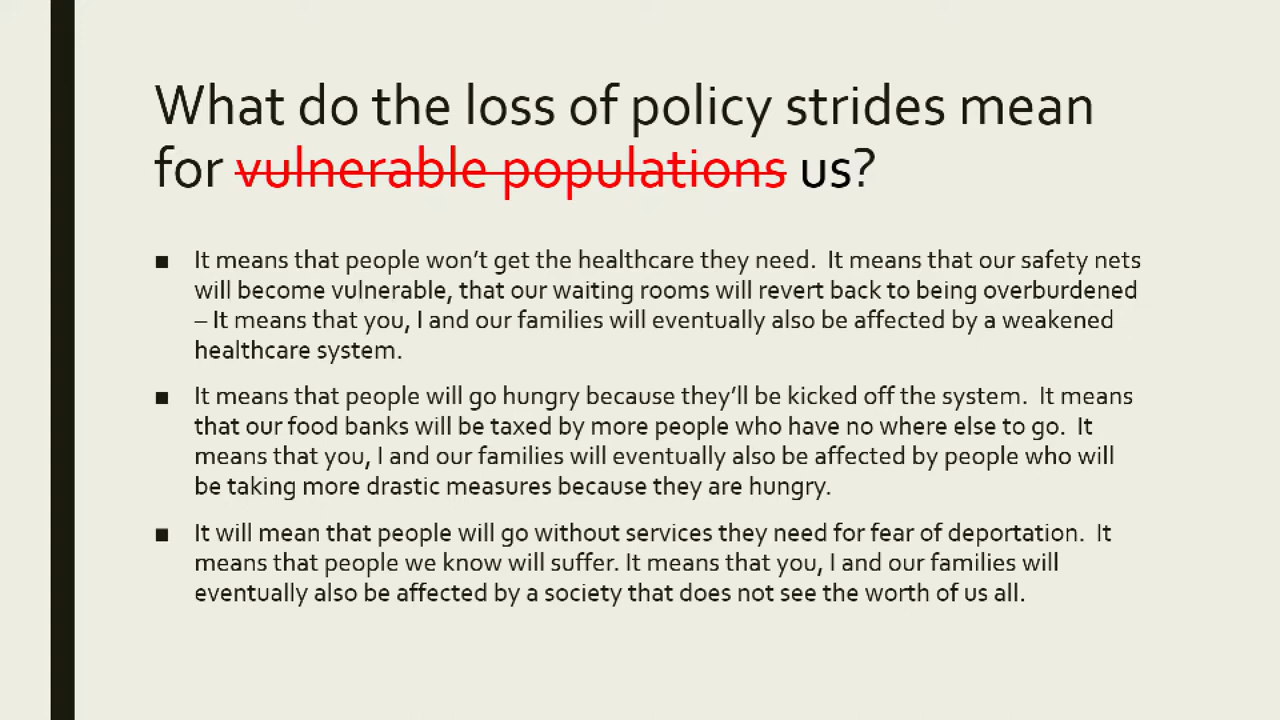 What do the loss of policy strides mean
for vulnerable populations us?
■ It means that people won’t get the healthcare they need.  It means that our safety nets
will become vulnerable, that our waiting rooms will revert back to being overburdened
– It means that you, I and our families will eventually also be affected by a weakened
healthcare system.
■ It means that people will go hungry because they’ll be kicked off the system.  It means
that our food banks will be taxed by more people who have no where else to go.  It
means that you, I and our families will eventually also be affected by people who will
be taking more drastic measures because they are hungry.
■ It will mean that people will go without services they need for fear of deportation.  It
means that people we know will suffer. It means that you, I and our families will
eventually also be affected by a society that does not see the worth of us all.